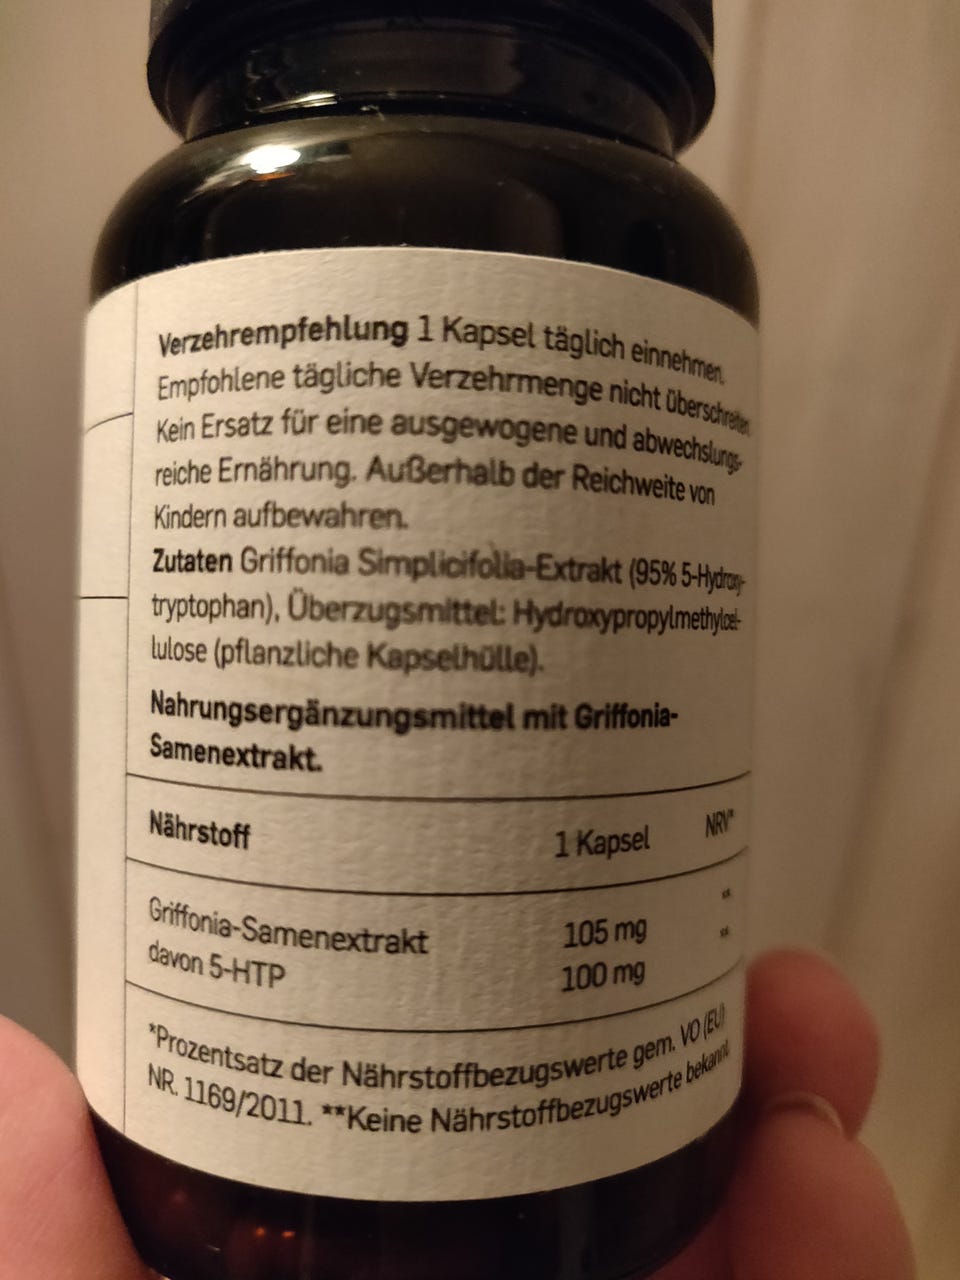 Verzehrempfehlung 1 Kapsel täglich einnehmen.
Empfohlene tägliche Verzehrmenge nicht überschreiten.
Kein Ersatz für eine ausgewogene und abwechslungs-
reiche Ernährung. Außerhalb der Reichweite von
Kindern aufbewahren.
Zutaten Griffonia Simplicifolia-Extrakt (95% 5-Hydroxy-
tryptophan), Überzugsmittel: Hydroxypropylmethylcel-
lulose (pflanzliche Kapselhülle).
Nahrungsergänzungsmittel mit Griffonia-
Samenextrakt.
Nährstoff 1 Kapsel NRV*
Griffonia-Samenextrakt 105 mg **
davon 5-HTP 100 mg **
*Prozentsatz der Nährstoffbezugswerte gem. VO (EU)
NR. 1169/2011. **Keine Nährstoffbezugswerte bekannt.